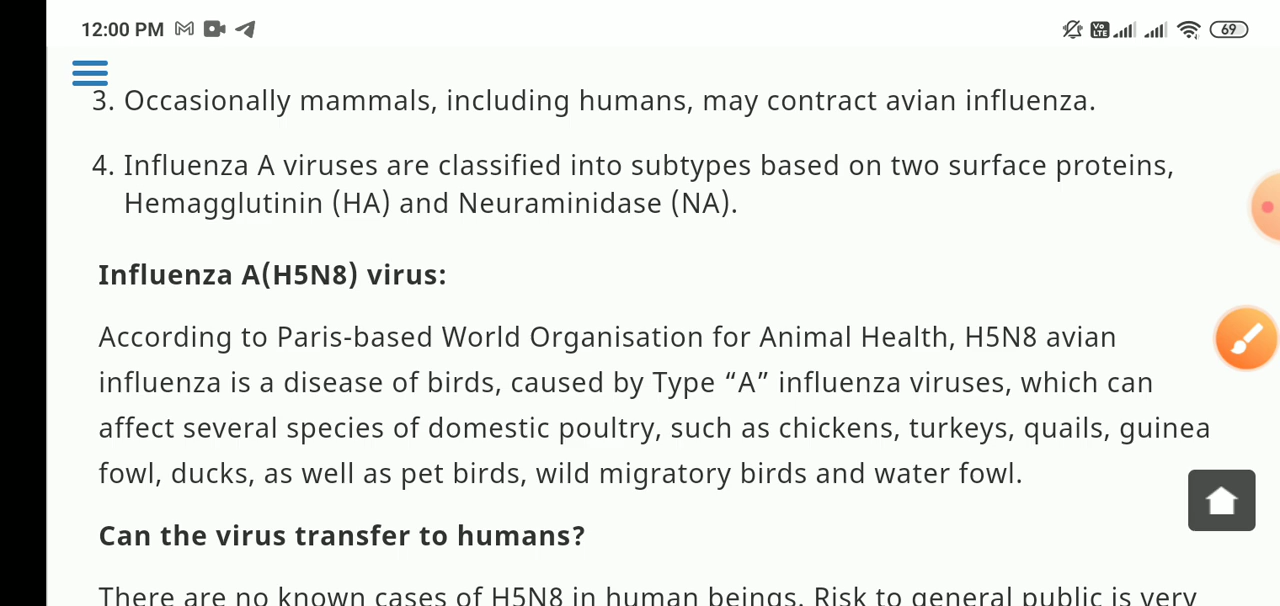 12:00 PM
Vo LTE
69
3. Occasionally mammals, including humans, may contract avian influenza.
4. Influenza A viruses are classified into subtypes based on two surface proteins,
Hemagglutinin (HA) and Neuraminidase (NA).
Influenza A(H5N8) virus:
According to Paris-based World Organisation for Animal Health, H5N8 avian
influenza is a disease of birds, caused by Type “A” influenza viruses, which can
affect several species of domestic poultry, such as chickens, turkeys, quails, guinea
fowl, ducks, as well as pet birds, wild migratory birds and water fowl.
Can the virus transfer to humans?
There are no known cases of H5N8 in human beings. Risk to general public is very